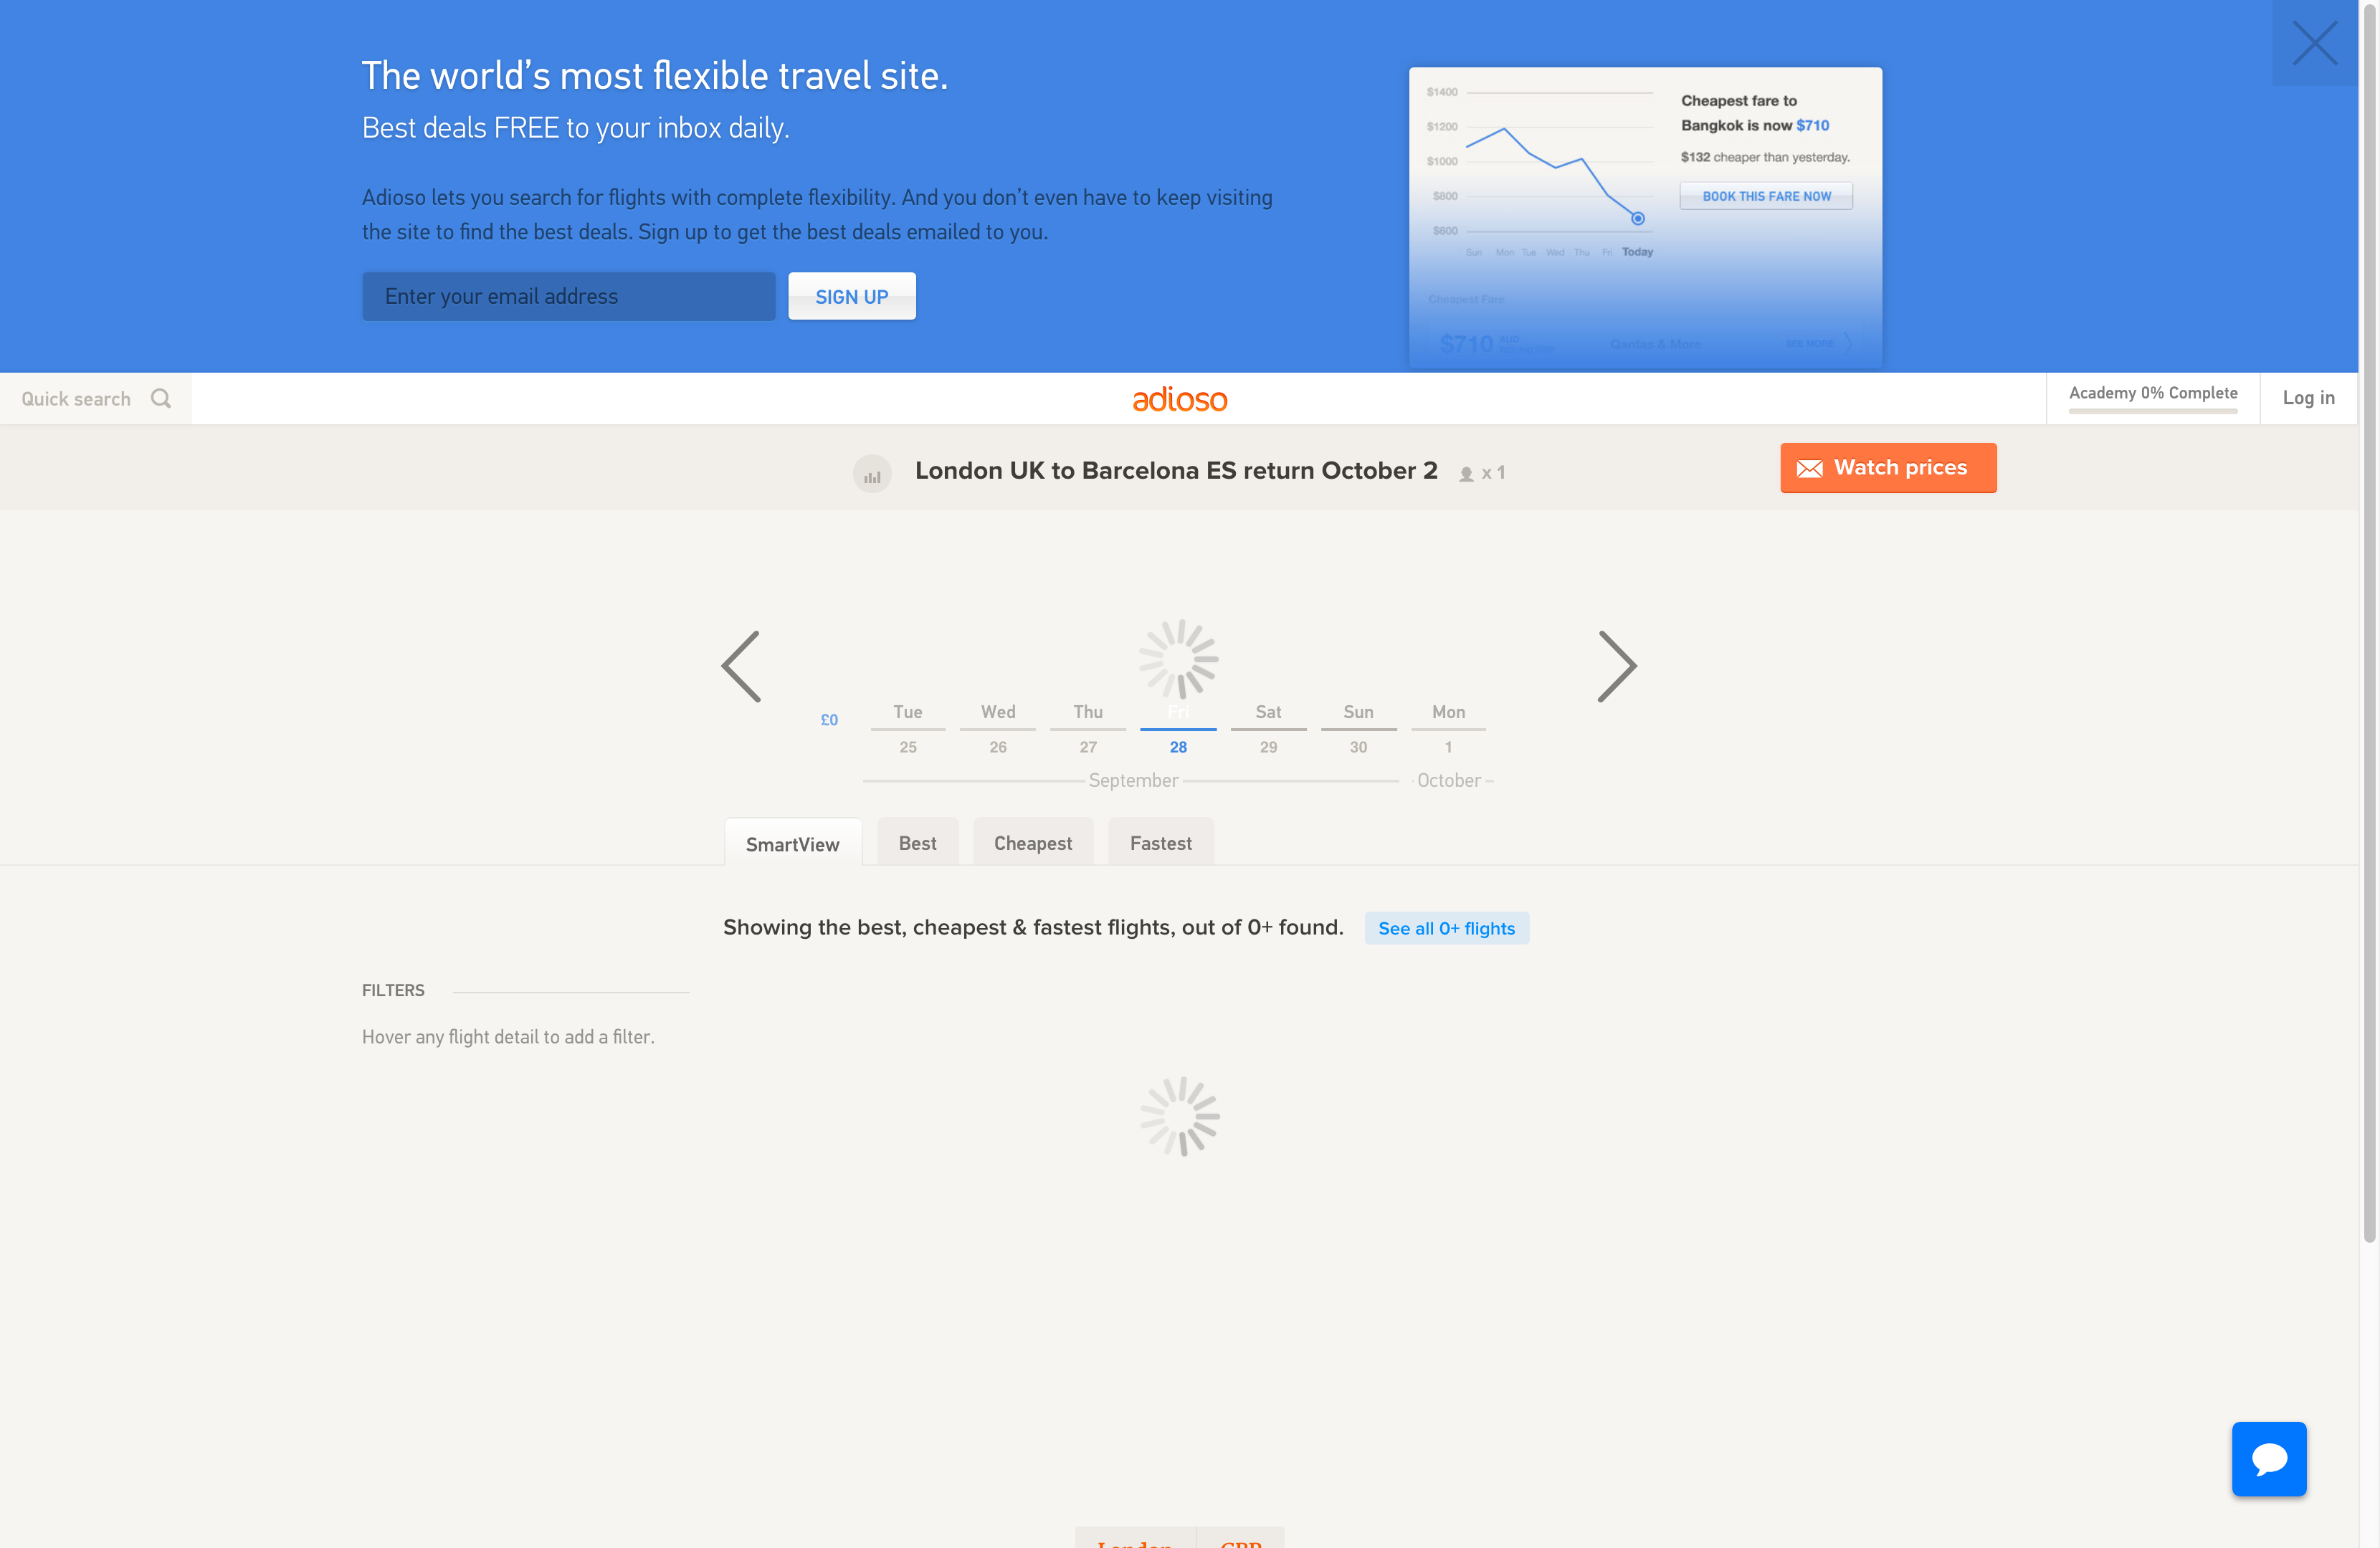 The world's most flexible travel site.
Best deals FREE to your inbox daily.
Adioso lets you search for flights with complete flexibility. And you don't even have to keep visiting
the site to find the best deals. Sign up to get the best deals emailed to you.
Enter your email address
SIGN UP
$1400
$1200
$1000
$800
$600
Sun Mon Tue Wed Thu Fri Today
Cheapest fare to
Bangkok is now $710
$132 cheaper than yesterday.
BOOK THIS FARE NOW
Cheapest Fare
$710 AUD
Qantas & More
SEE MORE
Quick search
adioso
Academy 0% Complete
Log in
London UK to Barcelona ES return October 2
x 1
Watch prices
£0
Tue Wed Thu Fri Sat Sun Mon
25 26 27 28 29 30 1
September October
SmartView
Best
Cheapest
Fastest
Showing the best, cheapest & fastest flights, out of 0+ found.
See all 0+ flights
FILTERS
Hover any flight detail to add a filter.
London
GBP